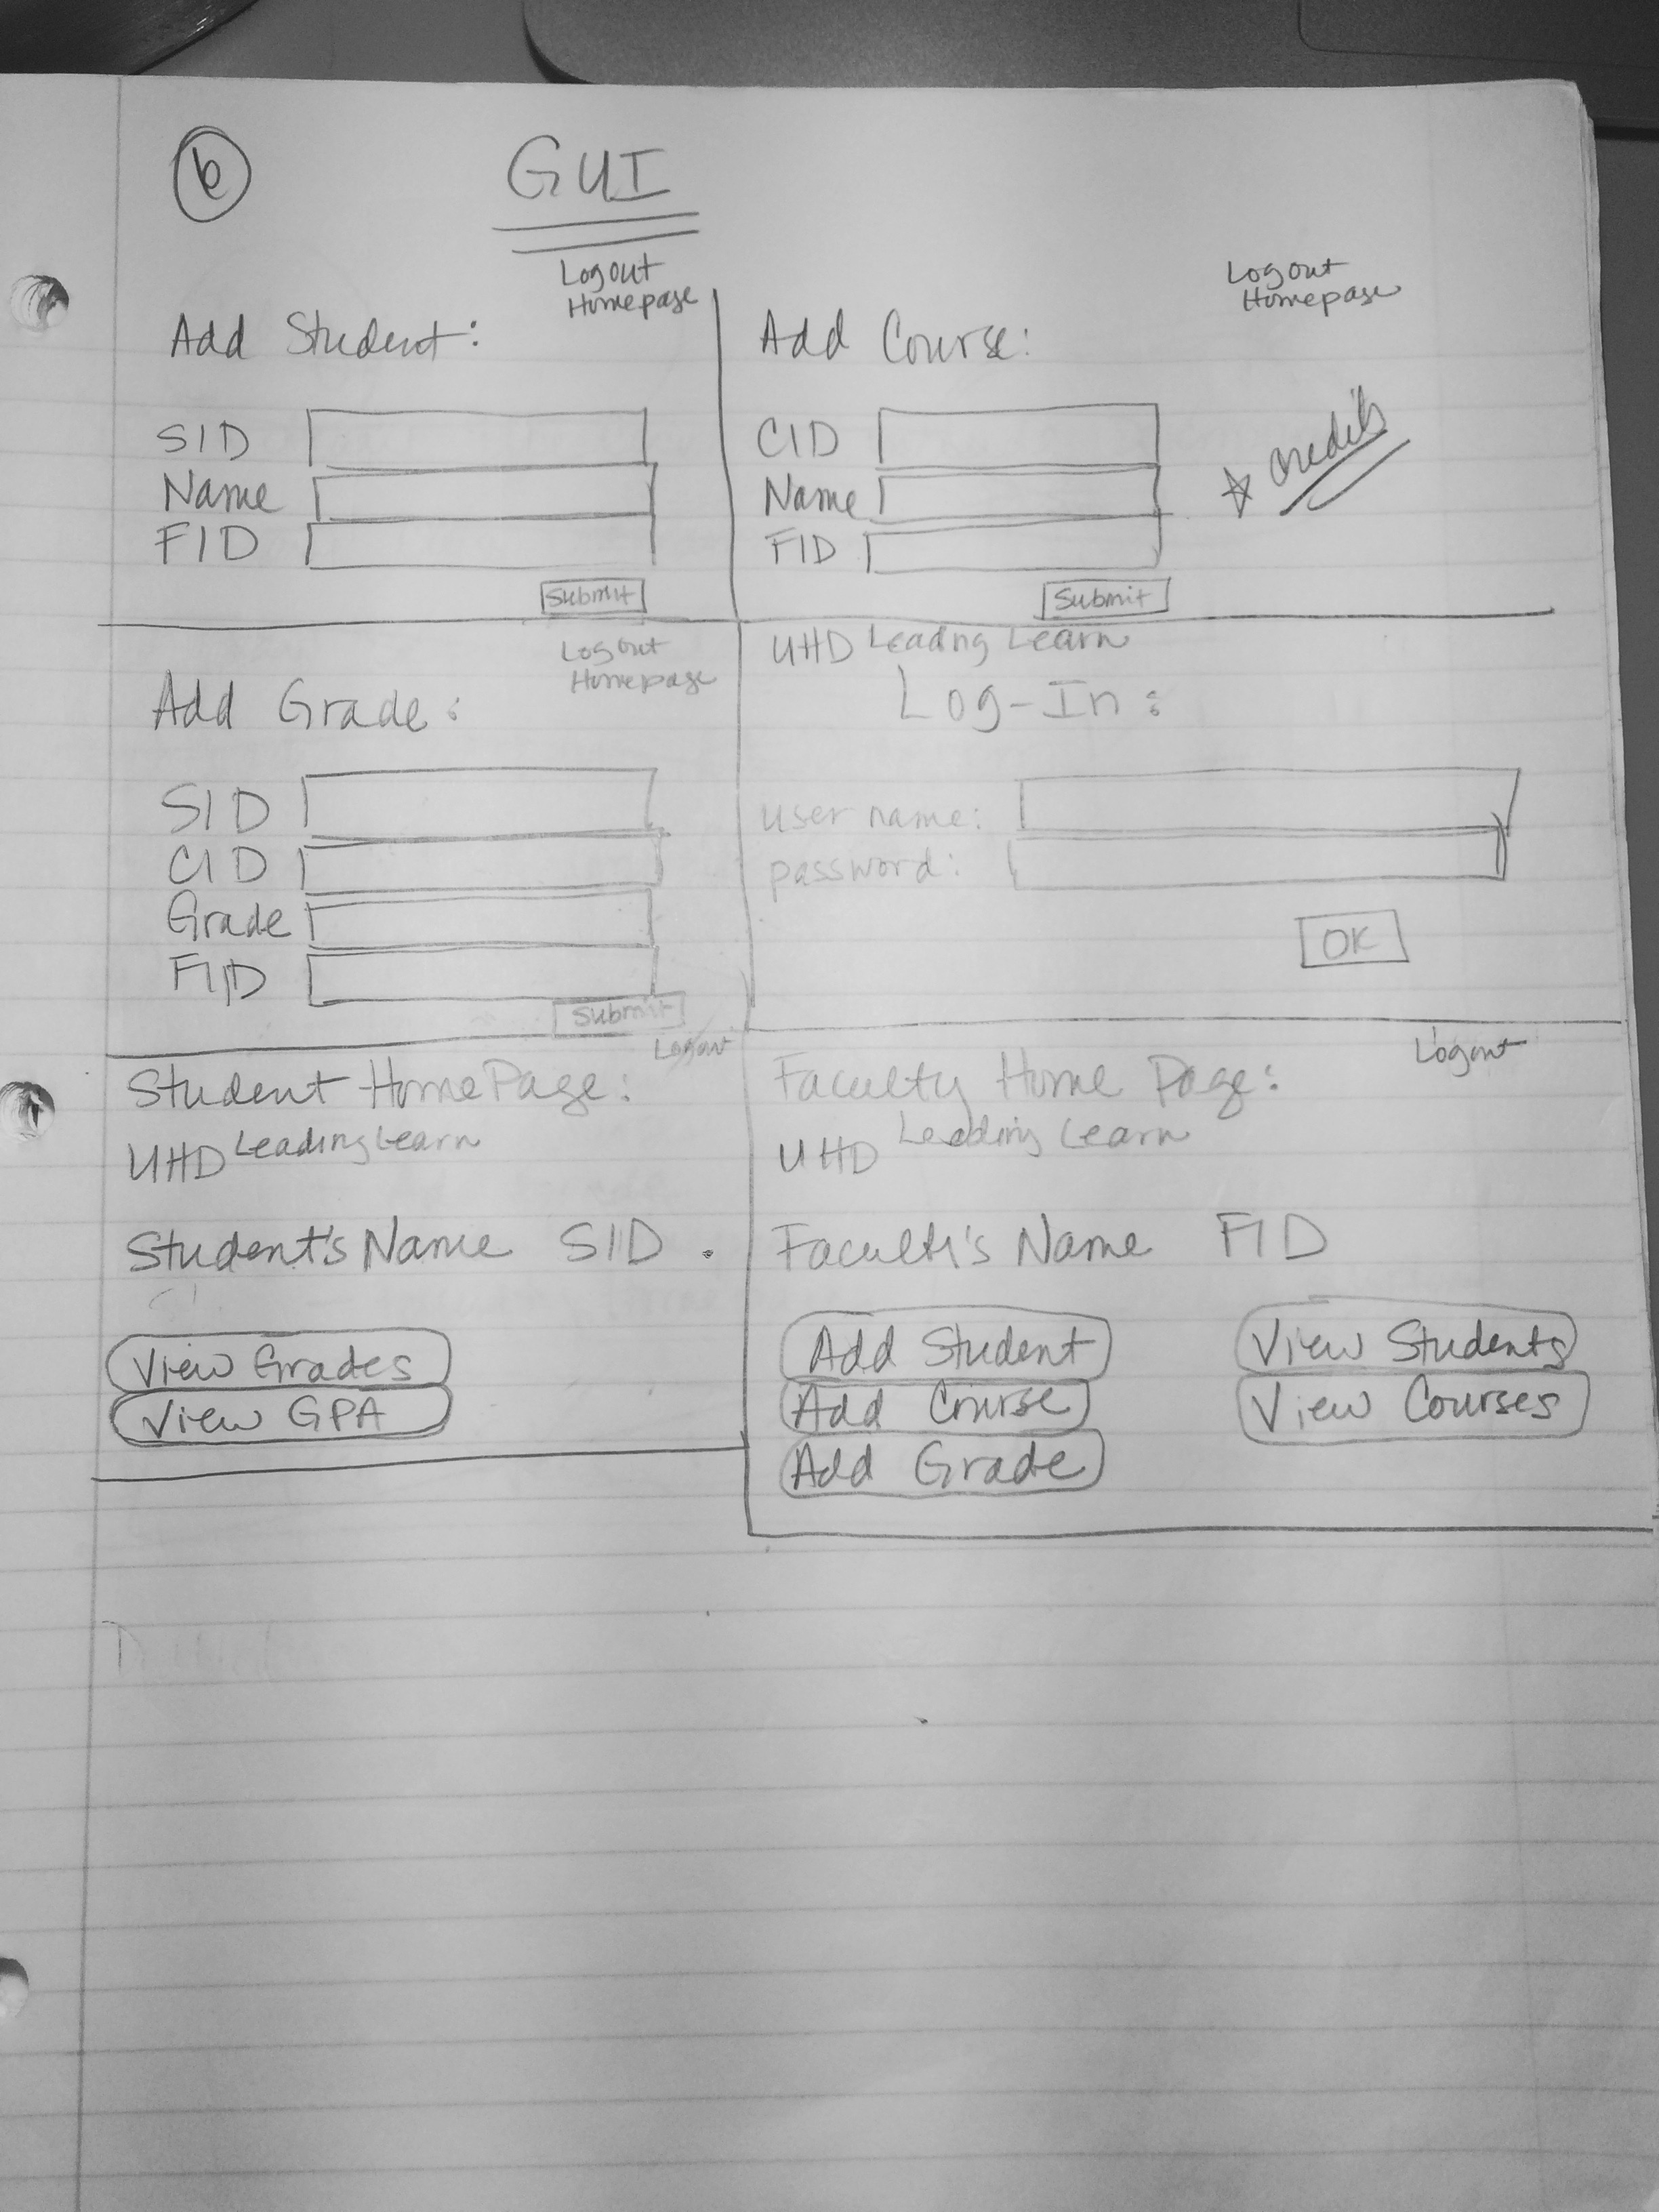 b
GUI
Logout
Homepage
Add Student:
SID
Name
FID
Submit
Logout
Homepage
Add Course:
CID
Name
FID
Credits
Submit
Logout
Homepage
Add Grade:
SID
CID
Grade
FID
Submit
UHD Leading Learn
Log-In:
user name:
password:
OK
Logout
Student HomePage:
UHD Leading Learn
Student's Name SID .
View Grades
View GPA
Logout
Faculty Home Page:
UHD Leading Learn
Faculti's Name FID
Add Student
Add Course
Add Grade
View Students
View Courses